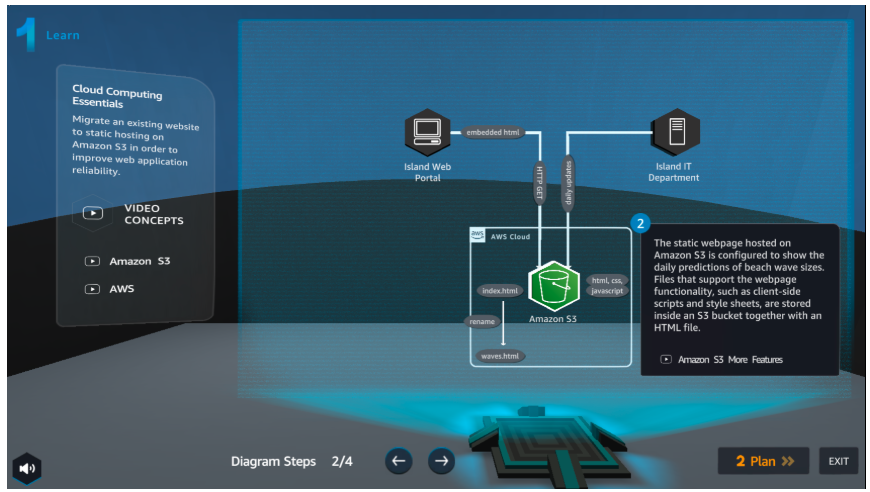 1 Learn
Cloud Computing
Essentials
Migrate an existing website
to static hosting on
Amazon S3 in order to
improve web application
reliability.
VIDEO
CONCEPTS
Amazon S3
AWS
embedded html
Island Web
Portal
Island IT
Department
HTTP GET
daily updates
aws
AWS Cloud
index.html
html, css,
javascript
Amazon S3
rename
waves.html
2
The static webpage hosted on
Amazon S3 is configured to show the
daily predictions of beach wave sizes.
Files that support the webpage
functionality, such as client-side
scripts and style sheets, are stored
inside an S3 bucket together with an
HTML file.
Amazon S3 More Features
Diagram Steps 2/4
2 Plan
EXIT